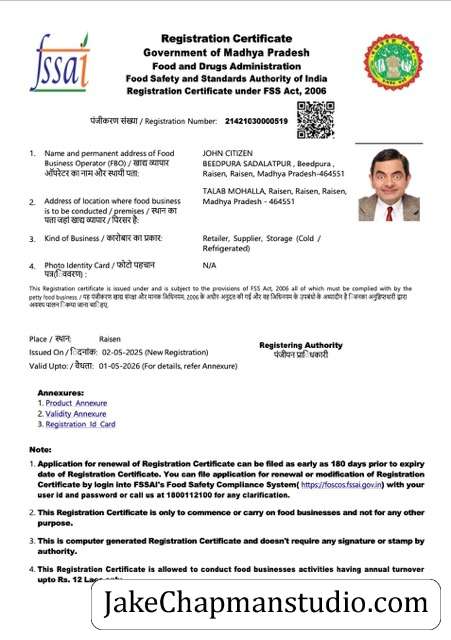 fssai
Registration Certificate
Government of Madhya Pradesh
Food and Drugs Administration
Food Safety and Standards Authority of India
Registration Certificate under FSS Act, 2006
पंजीकरण संख्या / Registration Number: 21421030000519
1. Name and permanent address of Food
Business Operator (FBO) / खाद्य व्यापार
ऑपरेटर का नाम और स्थायी पता:
JOHN CITIZEN
BEEDPURA SADALATPUR , Beedpura ,
Raisen, Raisen, Madhya Pradesh-464551
2. Address of location where food business
is to be conducted / premises / स्थान का
पता जहां खाद्य व्यापार / परिसर है:
TALAB MOHALLA, Raisen, Raisen, Raisen,
Madhya Pradesh - 464551
3. Kind of Business / कारोबार का प्रकार:
Retailer, Supplier, Storage (Cold /
Refrigerated)
4. Photo Identity Card / फोटो पहचान
पत्र(िववरण) :
N/A
This Registration certificate is issued under and is subject to the provisions of FSS Act, 2006 all of which must be complied with by the
petty food business. / यह पंजीकरण खाद्य सुरक्षा और मानक अिधिनयम, 2006 के अधीन अनुदत्त की गई और वह अिधिनयम के उपबंधो के अध्यधीन है िजनका अनुज्ञिप्तधारी द्वारा
अवश्य पालन िकया जाना चािहए.
Place / स्थान: Raisen
Issued On / िदनांक: 02-05-2025 (New Registration)
Valid Upto: / वैधता: 01-05-2026 (For details, refer Annexure)
Registering Authority
पंजीयन प्रािधकारी
Annexures:
1. Product Annexure
2. Validity Annexure
3. Registration Id Card
Note:
1. Application for renewal of Registration Certificate can be filed as early as 180 days prior to expiry
date of Registration Certificate. You can file application for renewal or modification of Registration
Certificate by login into FSSAI's Food Safety Compliance System( https://foscos.fssai.gov.in) with your
user id and password or call us at 1800112100 for any clarification.
2. This Registration Certificate is only to commence or carry on food businesses and not for any other
purpose.
3. This is computer generated Registration Certificate and doesn't require any signature or stamp by
authority.
4. This Registration Certificate is allowed to conduct food businesses activities having annual turnover
upto Rs. 12 Lacs only.
JakeChapmanstudio.com